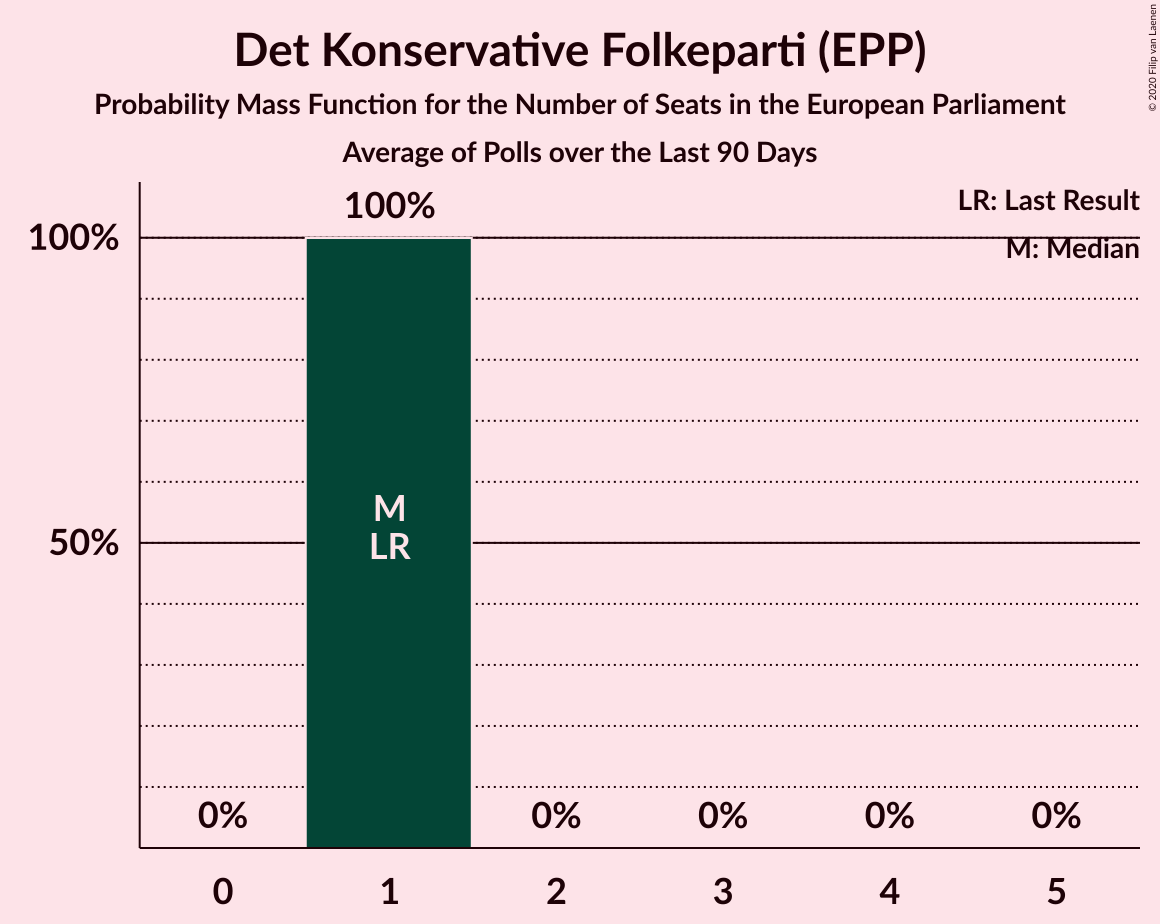 Det Konservative Folkeparti (EPP)
Probability Mass Function for the Number of Seats in the European Parliament
Average of Polls over the Last 90 Days
© 2020 Filip van Laenen
LR: Last Result
M: Median
100%
100%
50%
M
LR
0%
0%
0%
0%
0%
0
1
2
3
4
5